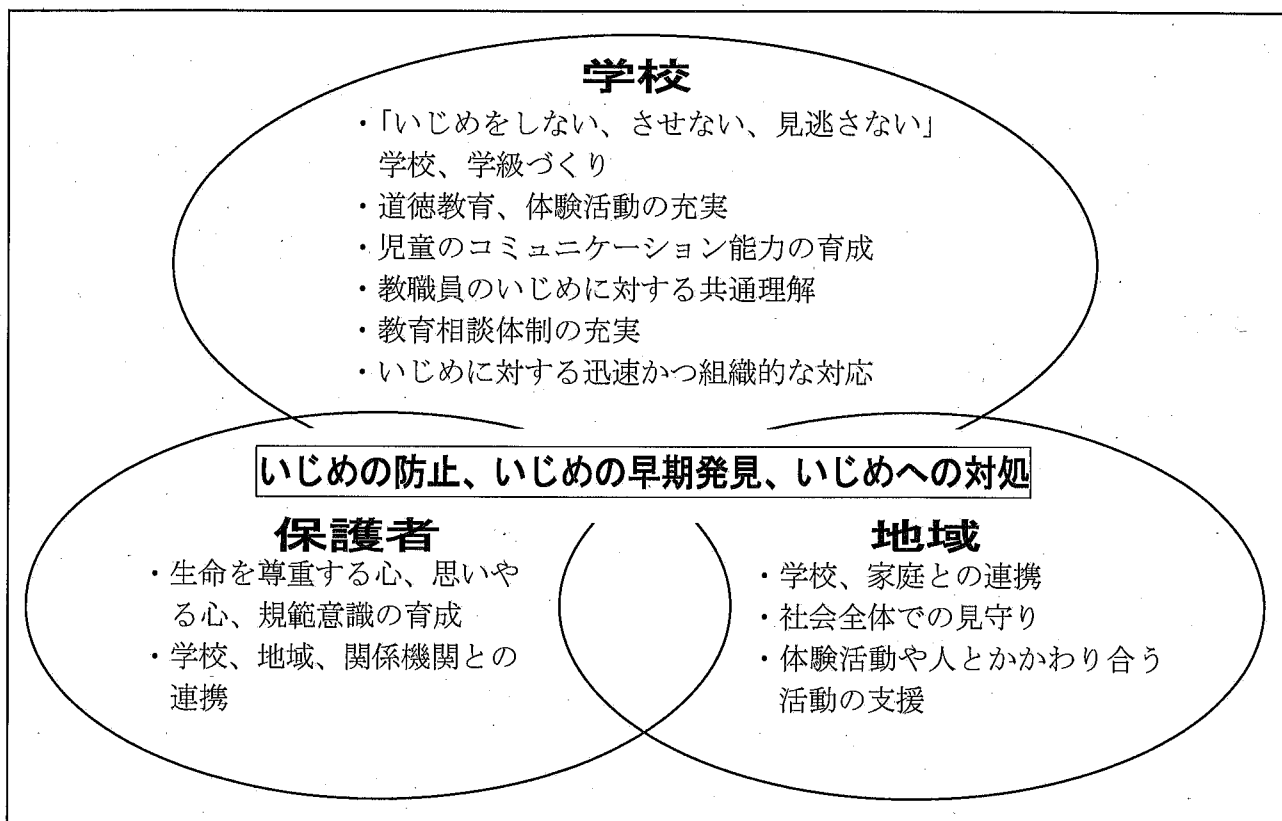 学校
・「いじめをしない、させない、見逃さない」
学校、学級づくり
・道徳教育、体験活動の充実
・児童のコミュニケーション能力の育成
・教職員のいじめに対する共通理解
・教育相談体制の充実
・いじめに対する迅速かつ組織的な対応
いじめの防止、いじめの早期発見、いじめへの対処
保護者
・生命を尊重する心、思いや
る心、規範意識の育成
・学校、地域、関係機関との
連携
地域
・学校、家庭との連携
・社会全体での見守り
・体験活動や人とかかわり合う
活動の支援